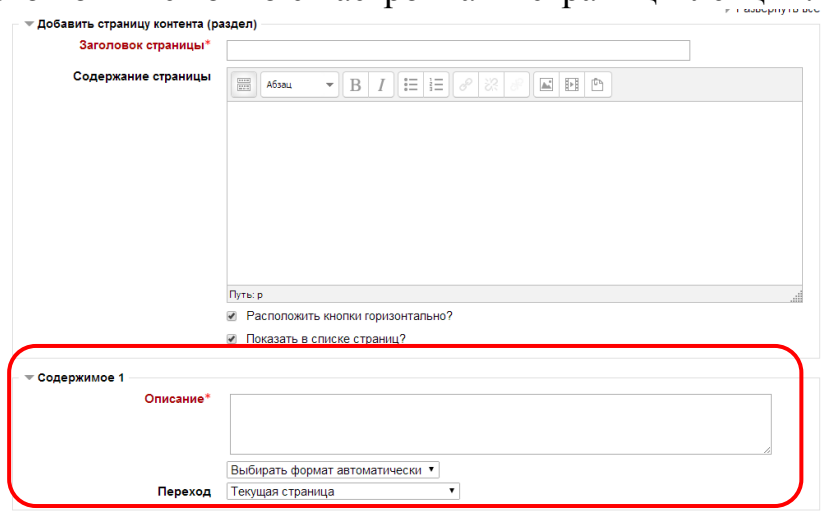 Развернуть все
Добавить страницу контента (раздел)
Заголовок страницы*
Содержание страницы
Абзац B I
Путь: p
Расположить кнопки горизонтально?
Показать в списке страниц?
Содержимое 1
Описание*
Выбирать формат автоматически
Переход Текущая страница